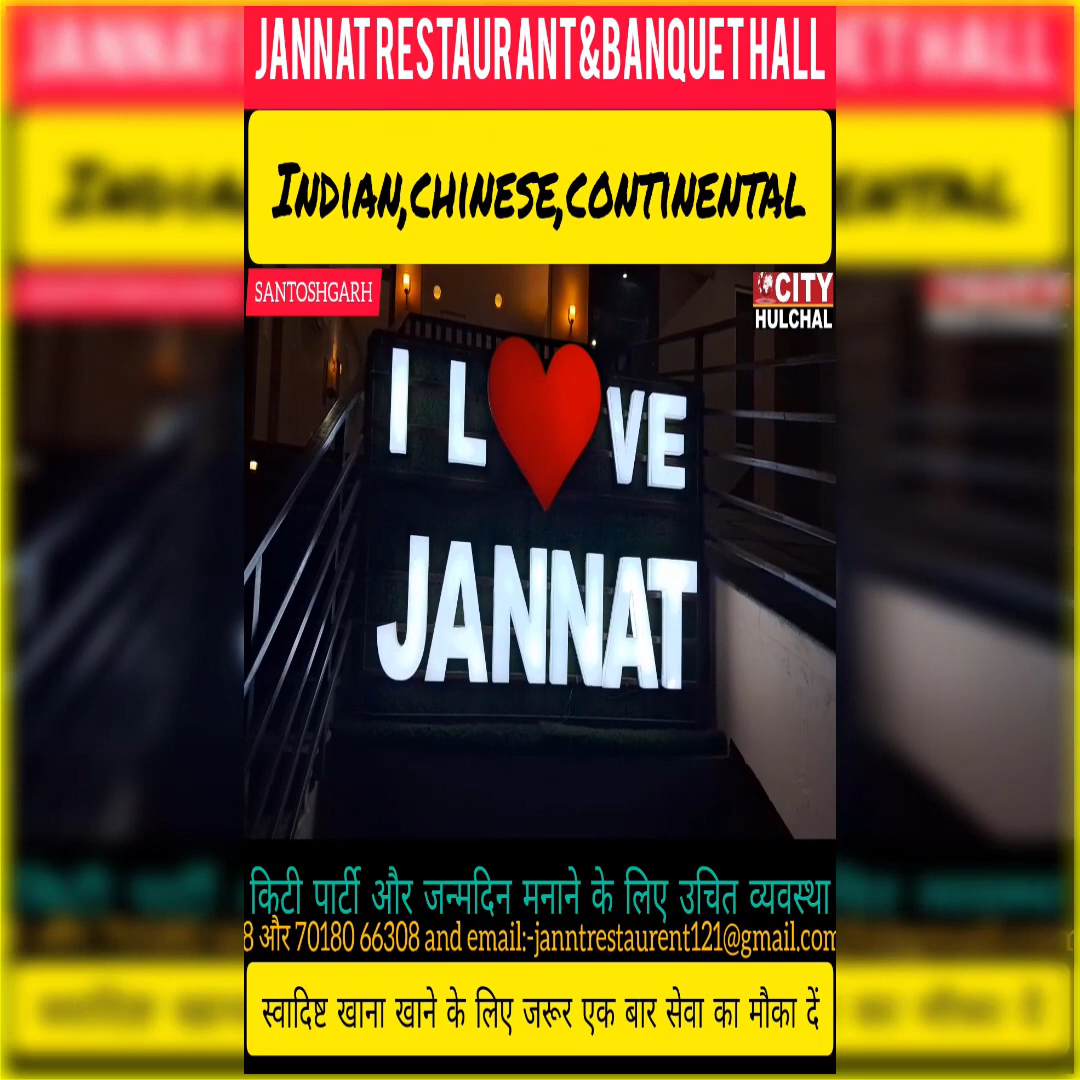 JANNAT RESTAURANT&BANQUET HALL
INDIAN,CHINESE,CONTINENTAL
SANTOSHGARH
CITY
HULCHAL
I LVE
JANNAT
किटी पार्टी और जन्मदिन मनाने के लिए उचित व्यवस्था
8 और 70180 66308 and email:-janntrestaurent121@gmail.com
स्वादिष्ट खाना खाने के लिए जरूर एक बार सेवा का मौका दें